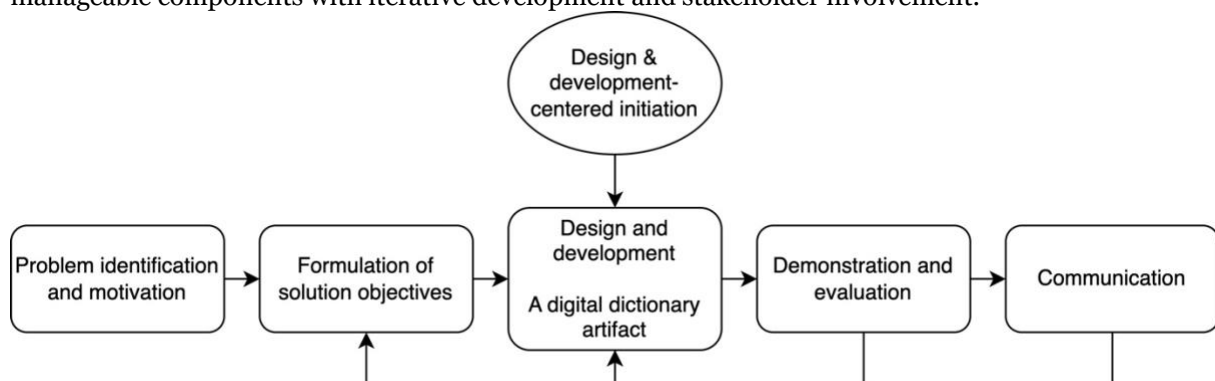 manageable components with iterative development and stakeholder involvement.
Design &
development-
centered initiation
Problem identification
and motivation
Formulation of
solution objectives
Design and
development
A digital dictionary
artifact
Demonstration and
evaluation
Communication